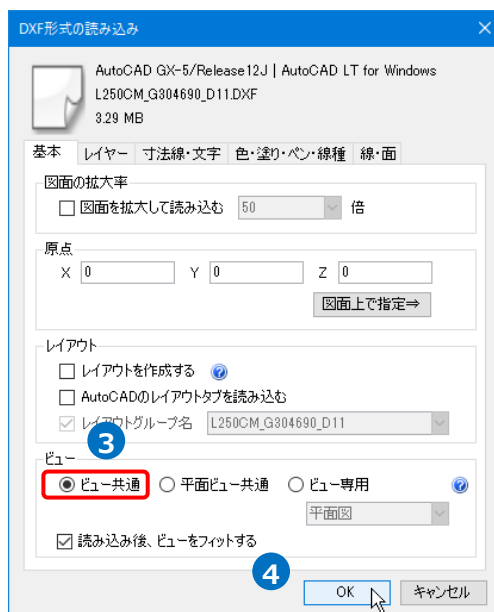 DXF形式の読み込み
AutoCAD GX-5/Release12J | AutoCAD LT for Windows
L250CM_G304690_D11.DXF
3.29 MB
基本 レイヤー 寸法線・文字 色・塗り・ペン・線種 線・面
図面の拡大率
図面を拡大して読み込む 50 倍
原点
X 0 Y 0 Z 0
図面上で指定⇒
レイアウト
レイアウトを作成する ?
AutoCADのレイアウトタブを読み込む
レイアウトグループ名 L250CM_G304690_D11
3
ビュー
ビュー共通 平面ビュー共通 ビュー専用 ?
平面図
読み込み後、ビューをフィットする
4
OK キャンセル